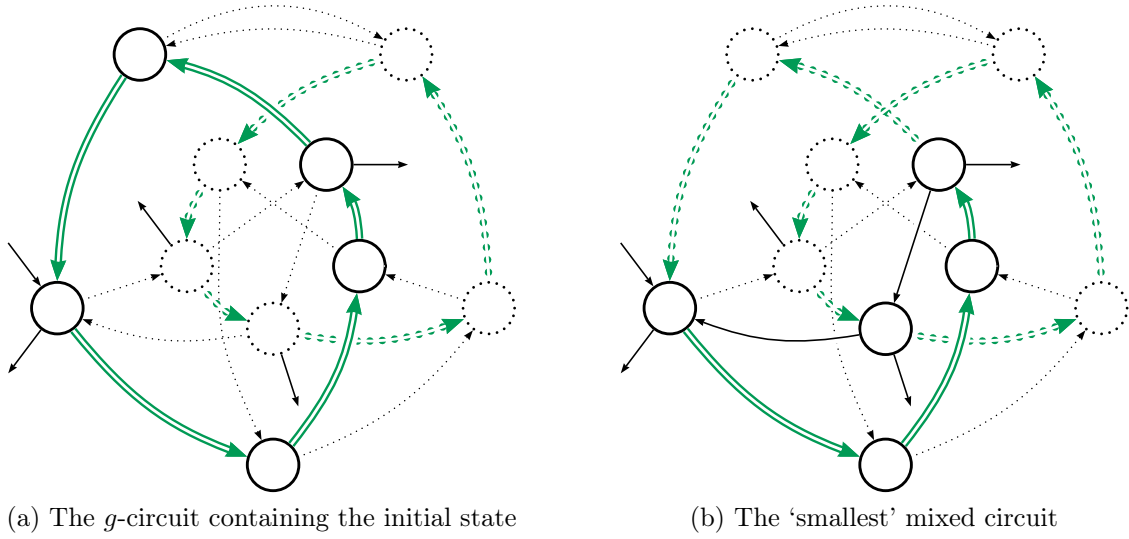 (a) The g-circuit containing the initial state
(b) The ‘smallest’ mixed circuit